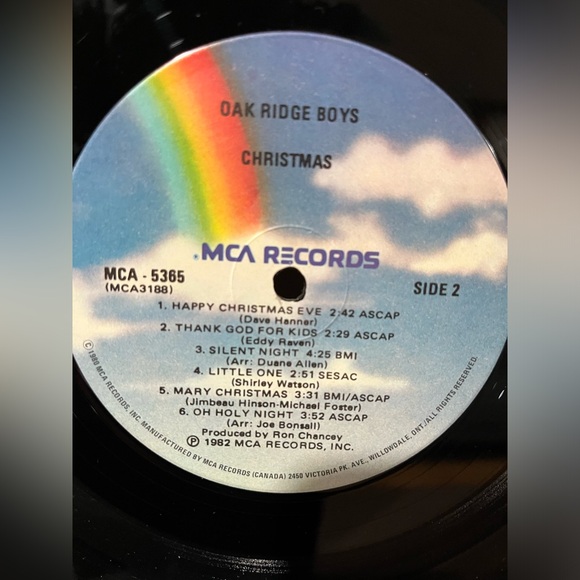 OAK RIDGE BOYS
CHRISTMAS
MCA RECORDS
MCA - 5365
(MCA3188)
SIDE 2
1. HAPPY CHRISTMAS EVE 2:42 ASCAP
(Dave Hanner)
2. THANK GOD FOR KIDS 2:29 ASCAP
(Eddy Raven)
3. SILENT NIGHT 4:25 BMI
(Arr: Duane Allen)
4. LITTLE ONE 2:51 SESAC
(Shirley Watson)
5. MARY CHRISTMAS 3:31 BMI/ASCAP
(Jimbeau Hinson-Michael Foster)
6. OH HOLY NIGHT 3:52 ASCAP
(Arr: Joe Bonsall)
Produced by Ron Chancey
Ⓟ 1982 MCA RECORDS, INC.
© 1980 MCA RECORDS, INC. MANUFACTURED BY MCA RECORDS (CANADA) 2450 VICTORIA PK. AVE., WILLOWDALE, ONT./ALL RIGHTS RESERVED.